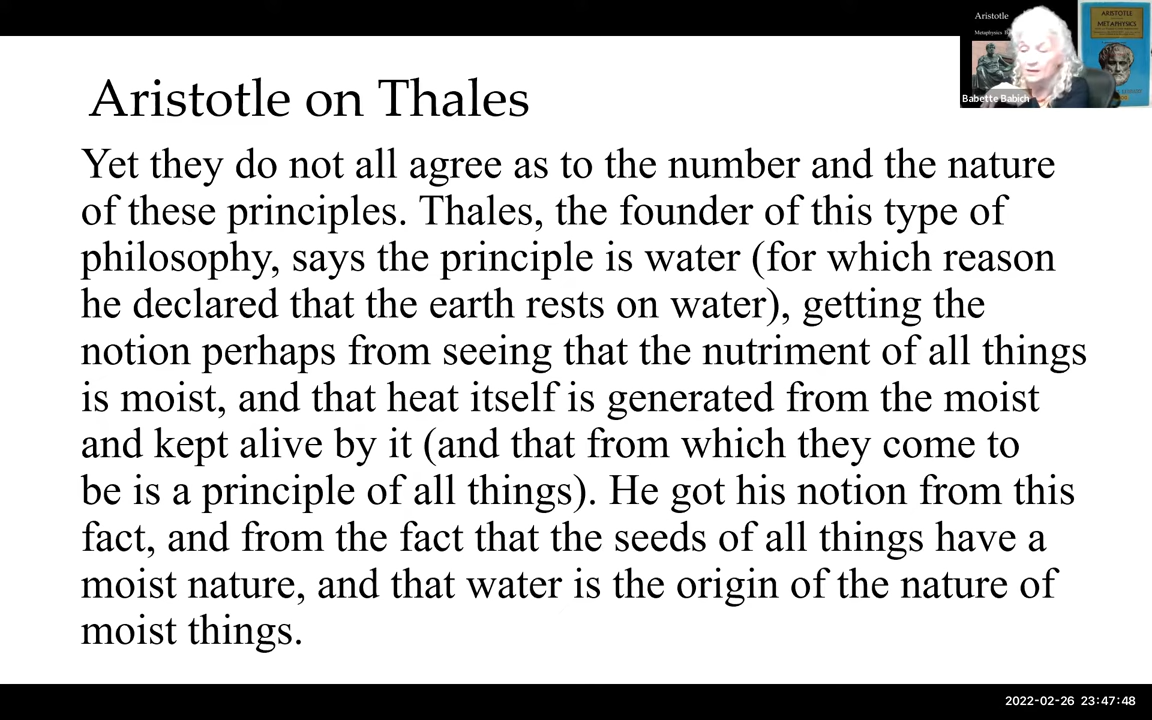 Aristotle
Metaphysics
ARISTOTLE
METAPHYSICS
Babette Babich
Aristotle on Thales
Yet they do not all agree as to the number and the nature
of these principles. Thales, the founder of this type of
philosophy, says the principle is water (for which reason
he declared that the earth rests on water), getting the
notion perhaps from seeing that the nutriment of all things
is moist, and that heat itself is generated from the moist
and kept alive by it (and that from which they come to
be is a principle of all things). He got his notion from this
fact, and from the fact that the seeds of all things have a
moist nature, and that water is the origin of the nature of
moist things.
2022-02-26 23:47:48